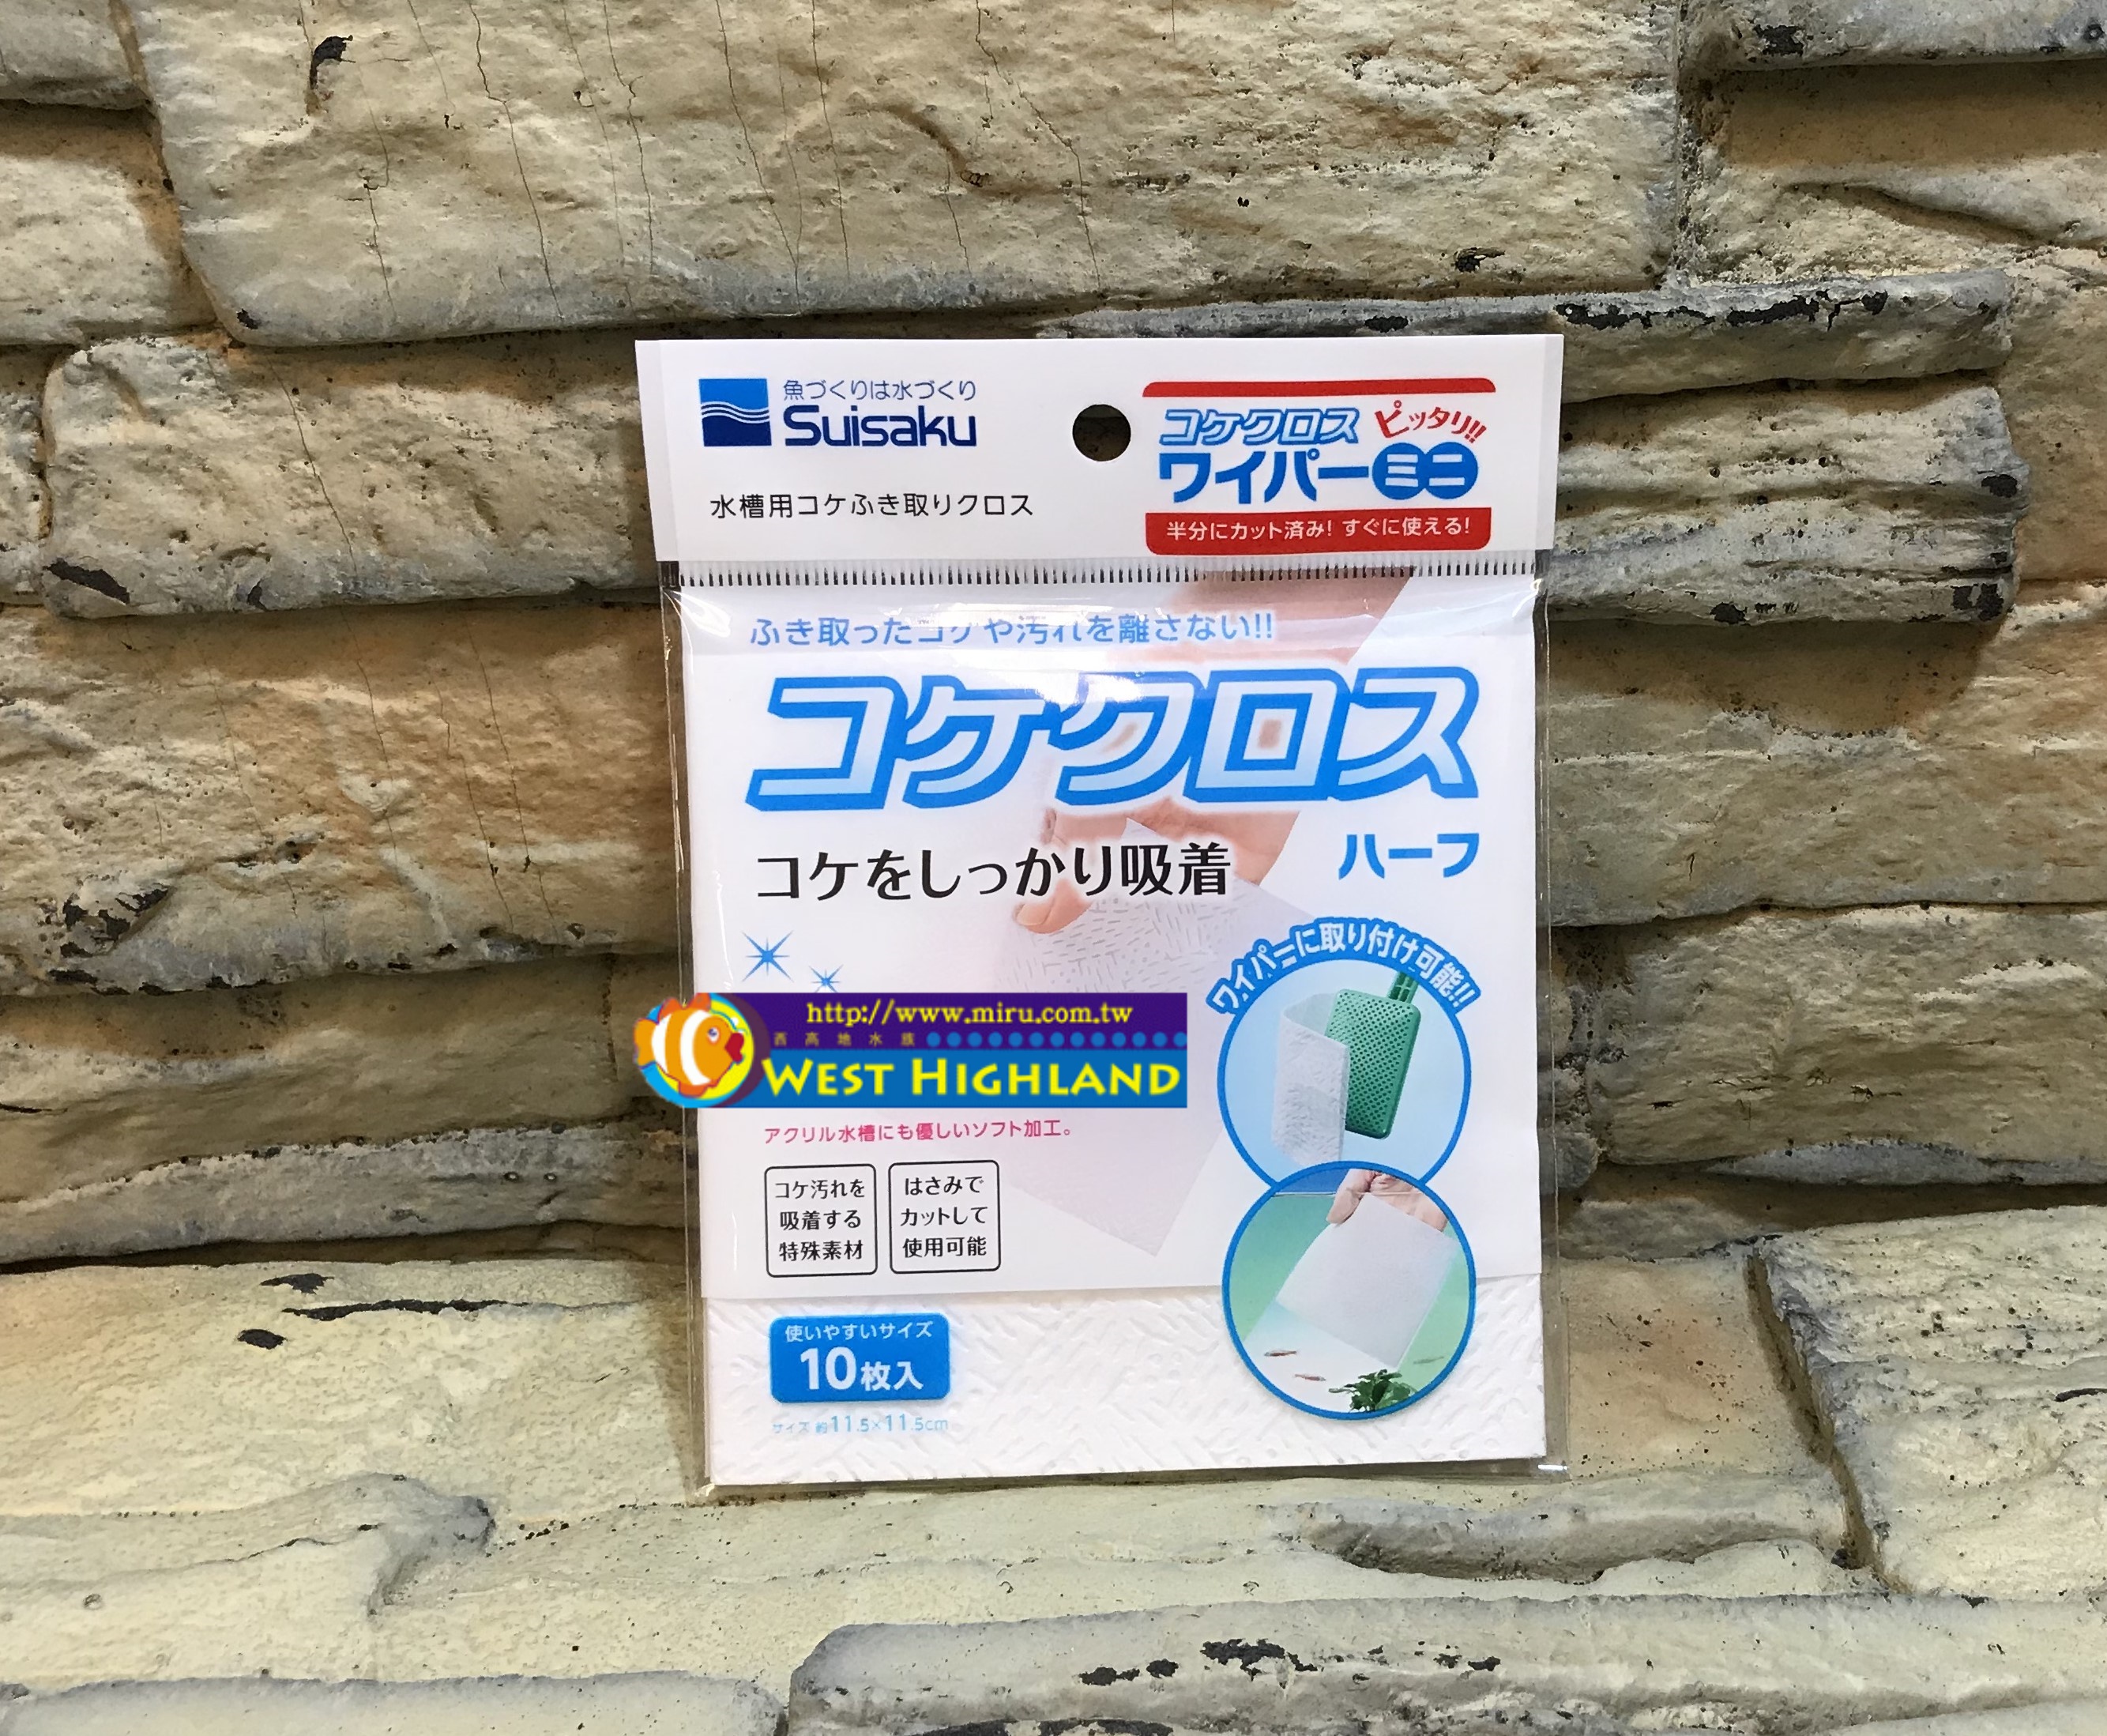 魚づくりは水づくり
Suisaku
水槽用コケふき取りクロス
コケクロス ピッタリ!!
ワイパーミニ
半分にカット済み! すぐに使える!
ふき取ったコケや汚れを離さない!!
コケクロス
ハーフ
コケをしっかり吸着
ワイパーに取り付け可能!!
http://www.miru.com.tw
西高地水族
WEST HIGHLAND
アクリル水槽にも優しいソフト加工。
コケ汚れを
吸着する
特殊素材
はさみで
カットして
使用可能
使いやすいサイズ
10枚入
サイズ 約11.5×11.5cm